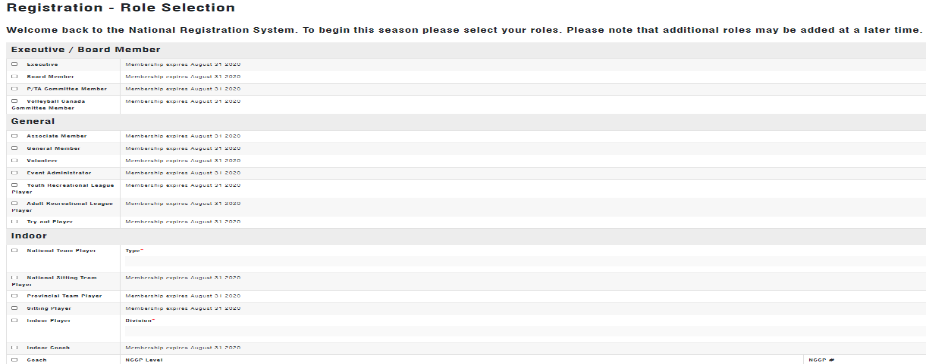 Registration - Role Selection
Welcome back to the National Registration System. To begin this season please select your roles. Please note that additional roles may be added at a later time.
Executive / Board Member
Executive Membership expires August 31 2020
Board Member Membership expires August 31 2020
P/TA Committee Member Membership expires August 31 2020
Volleyball Canada Membership expires August 31 2020
Committee Member
General
Associate Member Membership expires August 31 2020
General Member Membership expires August 31 2020
Volunteer Membership expires August 31 2020
Event Administrator Membership expires August 31 2020
Youth Recreational League Membership expires August 31 2020
Player
Adult Recreational League Membership expires August 31 2020
Player
Try out Player Membership expires August 31 2020
Indoor
National Team Player Type*
National Sitting Team Membership expires August 31 2020
Player
Provincial Team Player Membership expires August 31 2020
Sitting Player Membership expires August 31 2020
Indoor Player Division*
Indoor Coach Membership expires August 31 2020
Coach NCCP Level NCCP #